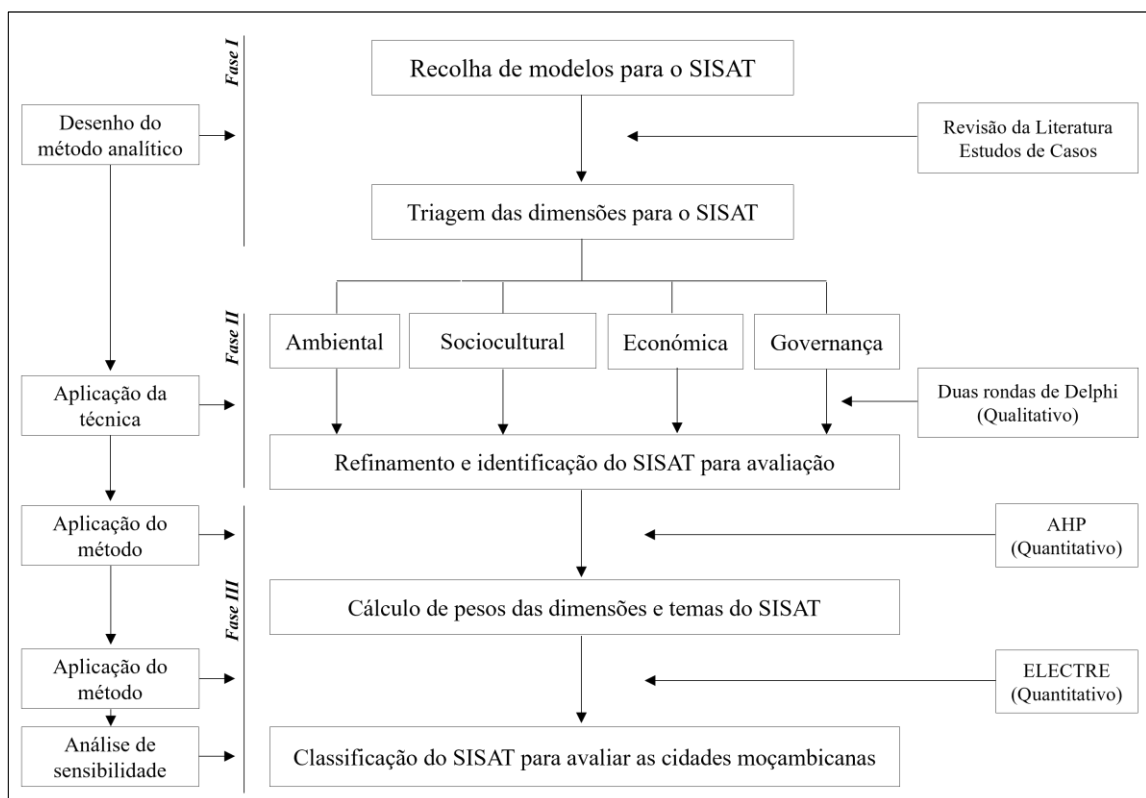 Fase I
Recolha de modelos para o SISAT
Desenho do
método analítico
Revisão da Literatura
Estudos de Casos
Triagem das dimensões para o SISAT
Fase II
Ambiental
Sociocultural
Económica
Governança
Aplicação da
técnica
Duas rondas de Delphi
(Qualitativo)
Refinamento e identificação do SISAT para avaliação
Fase III
Aplicação do
método
AHP
(Quantitativo)
Cálculo de pesos das dimensões e temas do SISAT
Aplicação do
método
ELECTRE
(Quantitativo)
Análise de
sensibilidade
Classificação do SISAT para avaliar as cidades moçambicanas